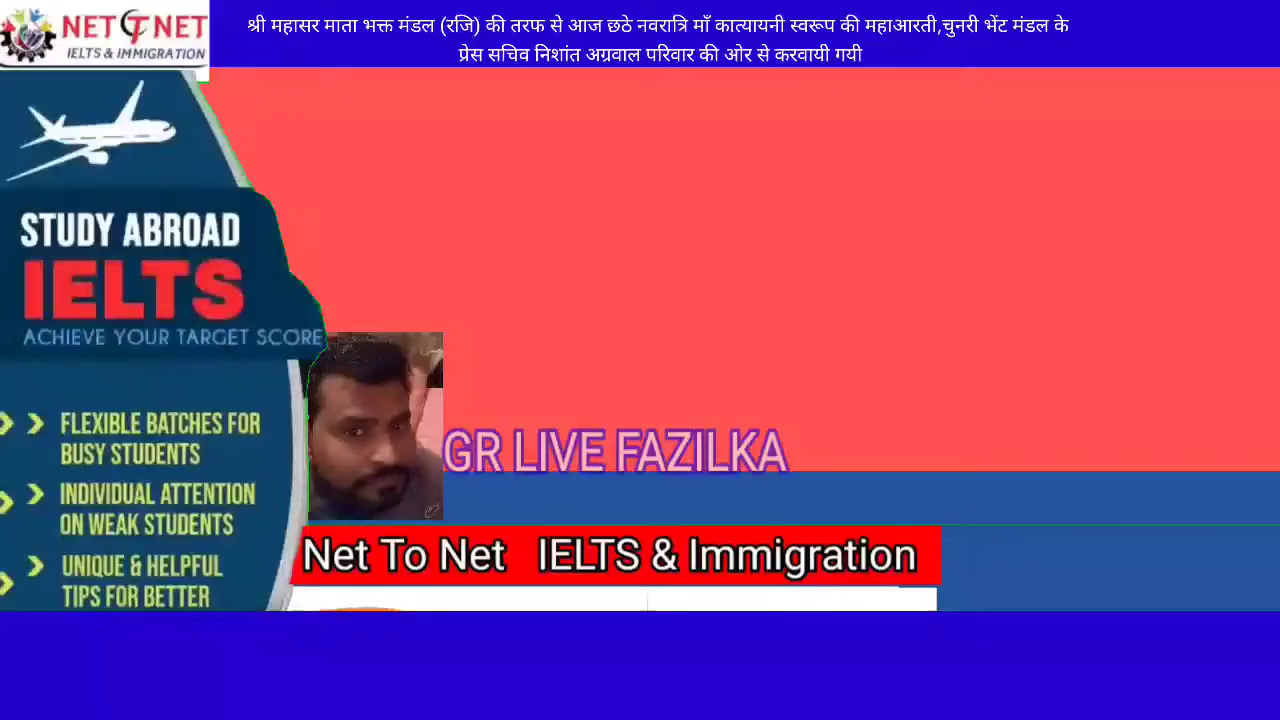 NET TO NET
IELTS & IMMIGRATION
श्री महासर माता भक्त मंडल (रजि) की तरफ से आज छठे नवरात्रि माँ कात्यायनी स्वरूप की महाआरती,चुनरी भेंट मंडल के
प्रेस सचिव निशांत अग्रवाल परिवार की ओर से करवायी गयी
STUDY ABROAD
IELTS
ACHIEVE YOUR TARGET SCORE
FLEXIBLE BATCHES FOR
BUSY STUDENTS
INDIVIDUAL ATTENTION
ON WEAK STUDENTS
UNIQUE & HELPFUL
TIPS FOR BETTER
GR LIVE FAZILKA
Net To Net IELTS & Immigration